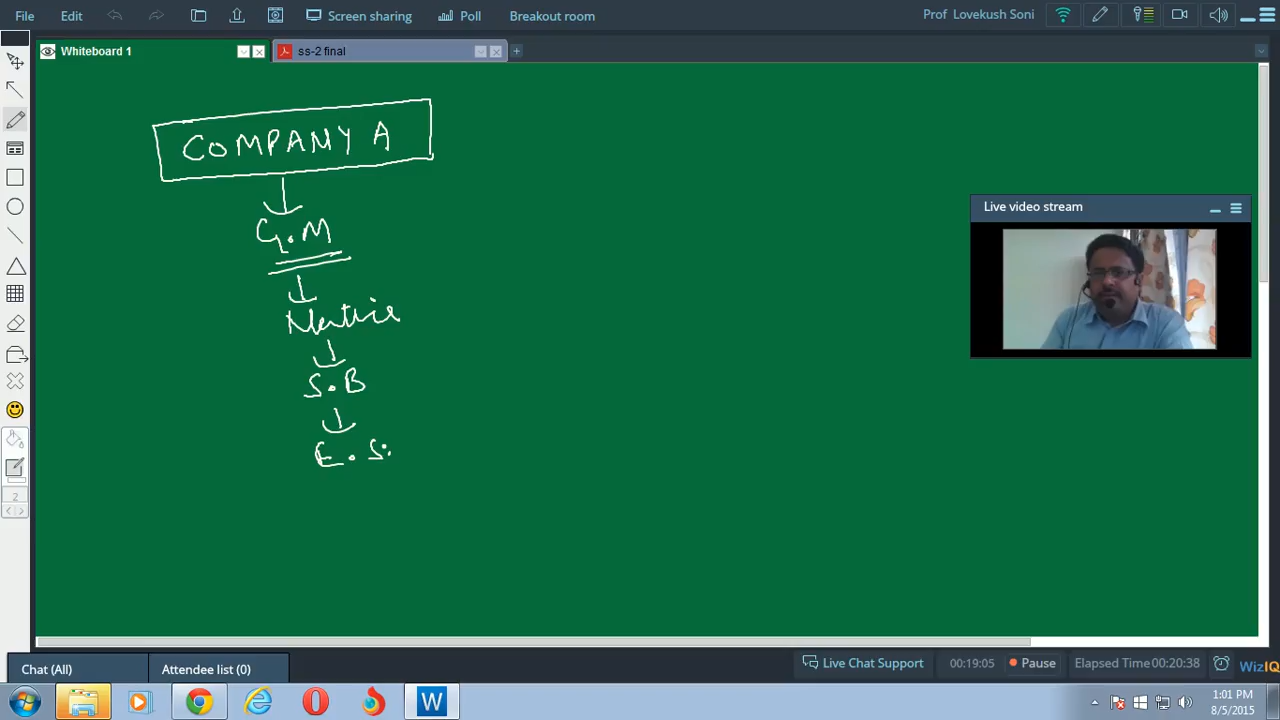 File Edit Screen sharing Poll Breakout room Prof Lovekush Soni
Whiteboard 1 ss-2 final
COMPANY A
G.M
S.B
E.S.
Live video stream
2
Chat (All) Attendee list (0) Live Chat Support 00:19:05 Pause Elapsed Time 00:20:38 WizIQ
1:01 PM
8/5/2015